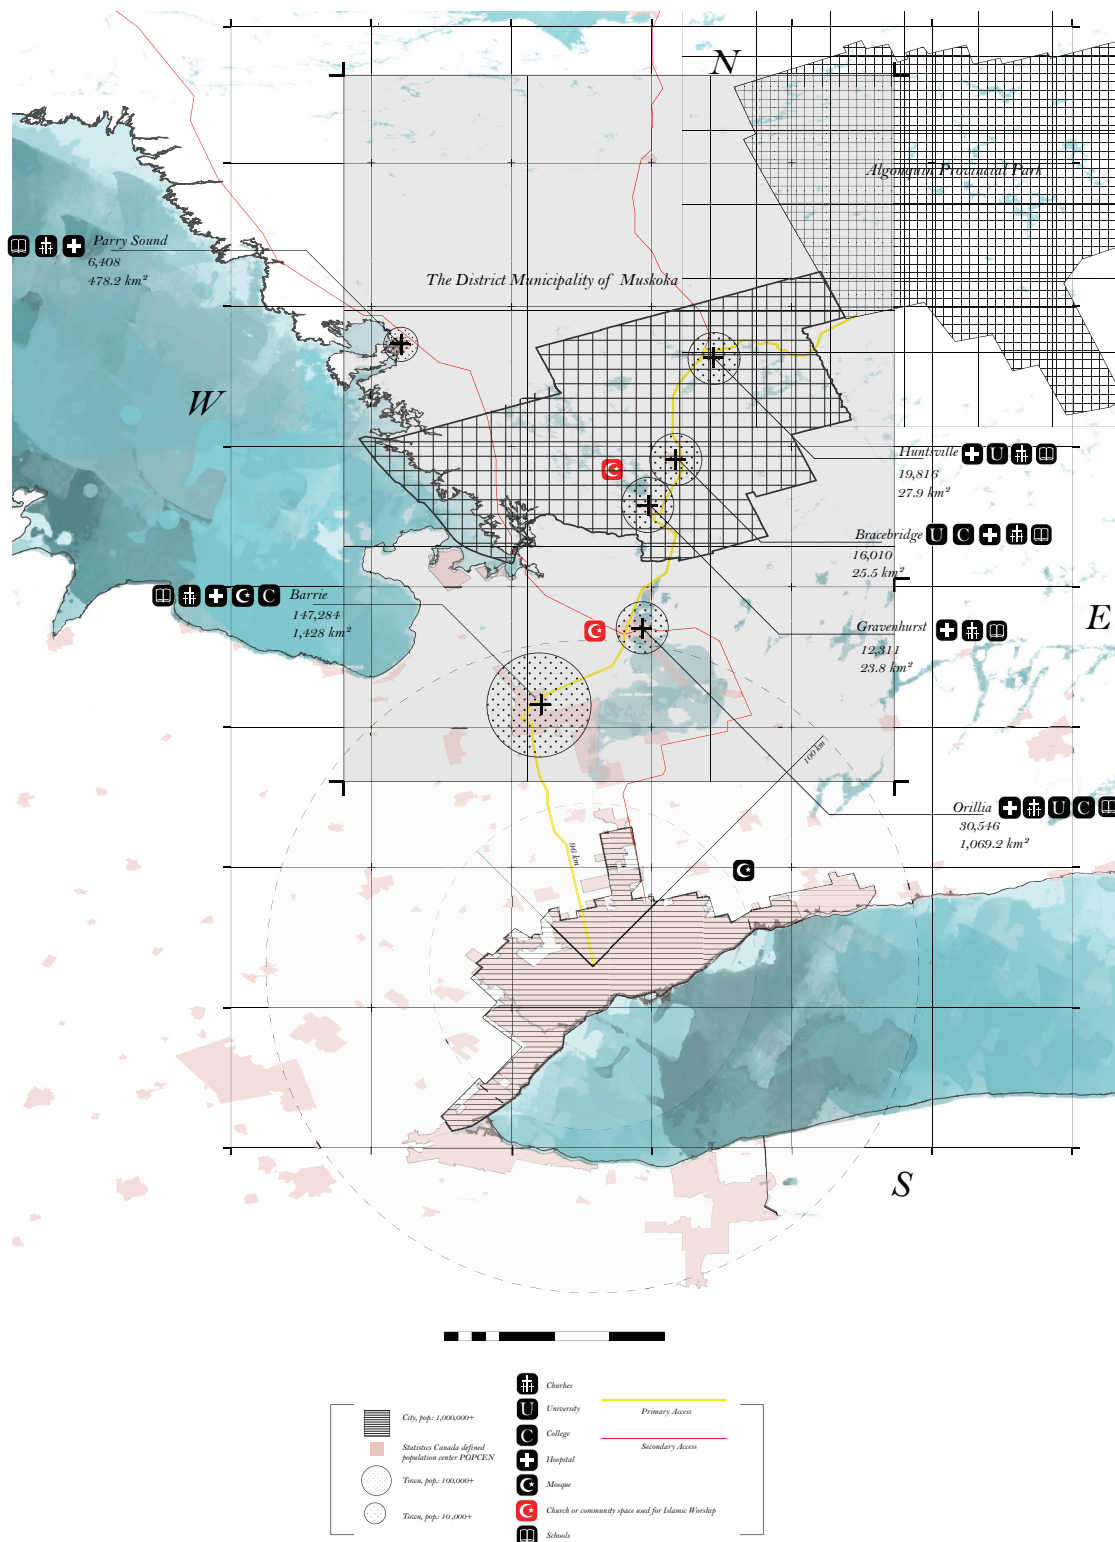 N
Algonquin Provincial Park
Parry Sound
6,408
478.2 km²
The District Municipality of Muskoka
W
Huntsville
U
19,816
27.9 km²
Bracebridge
U C
16,010
25.5 km²
C
Barrie
147,284
1,428 km²
E
Gravenhurst
12,311
23.8 km²
100 km
Orillia
U C
30,546
1,069.2 km²
96 km
S
Churhes
U University
C College
Hospital
Mosque
Church or community space used for Islamic Worship
Schools
City, pop.: 1,000,000+
Statistics Canada defined
population center POPCEN
Town, pop.: 100,000+
Town, pop.: 10,000+
Primary Access
Secondary Access